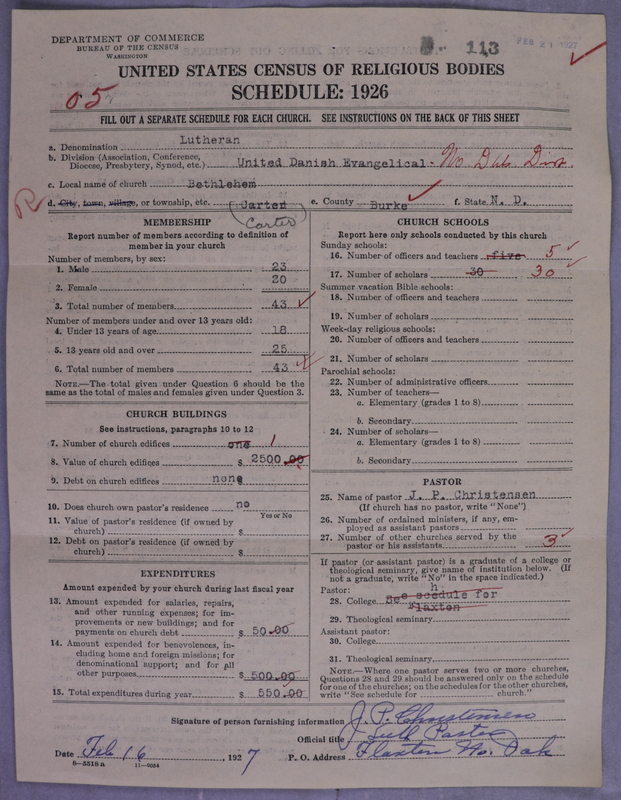 DEPARTMENT OF COMMERCE
BUREAU OF THE CENSUS
WASHINGTON
113
FEB 21 1927
UNITED STATES CENSUS OF RELIGIOUS BODIES
SCHEDULE: 1926
05
FILL OUT A SEPARATE SCHEDULE FOR EACH CHURCH. SEE INSTRUCTIONS ON THE BACK OF THIS SHEET
a. Denomination Lutheran
b. Division (Association, Conference, Diocese, Presbytery, Synod, etc.) United Danish Evangelical - No
c. Local name of church Bethlehem
R
d. City, town, village, or township, etc. Carter e. County Burke f. State N. D.
Carter
MEMBERSHIP
Report number of members according to definition of
member in your church
Number of members, by sex:
1. Male 23
2. Female 20
3. Total number of members 43
Number of members under and over 13 years old:
4. Under 13 years of age 18
5. 13 years old and over 25
6. Total number of members 43
NOTE.—The total given under Question 6 should be the
same as the total of males and females given under Question 3.
CHURCH BUILDINGS
See instructions, paragraphs 10 to 12
7. Number of church edifices one 1
8. Value of church edifices $ 2500.00
9. Debt on church edifices none
10. Does church own pastor's residence no
Yes or No
11. Value of pastor's residence (if owned by
church) $
12. Debt on pastor's residence (if owned by
church) $
EXPENDITURES
Amount expended by your church during last fiscal year
13. Amount expended for salaries, repairs,
and other running expenses; for im-
provements or new buildings; and for
payments on church debt $ 50.00
14. Amount expended for benevolences, in-
cluding home and foreign missions; for
denominational support; and for all
other purposes $ 500.00
15. Total expenditures during year $ 550.00
CHURCH SCHOOLS
Report here only schools conducted by this church
Sunday schools:
16. Number of officers and teachers five 5
17. Number of scholars 30 30
Summer vacation Bible schools:
18. Number of officers and teachers
19. Number of scholars
Week-day religious schools:
20. Number of officers and teachers
21. Number of scholars
Parochial schools:
22. Number of administrative officers
23. Number of teachers—
a. Elementary (grades 1 to 8)
b. Secondary
24. Number of scholars—
a. Elementary (grades 1 to 8)
b. Secondary
PASTOR
25. Name of pastor J. P. Christensen
(If church has no pastor, write "None")
26. Number of ordained ministers, if any, em-
ployed as assistant pastors
27. Number of other churches served by the
pastor or his assistants 3
If pastor (or assistant pastor) is a graduate of a college or
theological seminary, give name of institution below. (If
not a graduate, write "No" in the space indicated.)
Pastor: h
28. College See scedule for
Flaxton
29. Theological seminary
Assistant pastor:
30. College
31. Theological seminary
NOTE.—Where one pastor serves two or more churches,
Questions 28 and 29 should be answered only on the schedule
for one of the churches; on the schedules for the other churches,
write "See schedule for church."
Signature of person furnishing information J. P. Christensen
Official title Luth Pastor
Date Feb 16, 1927 P. O. Address Flaxton No. Dak
8—5518a 11—9084